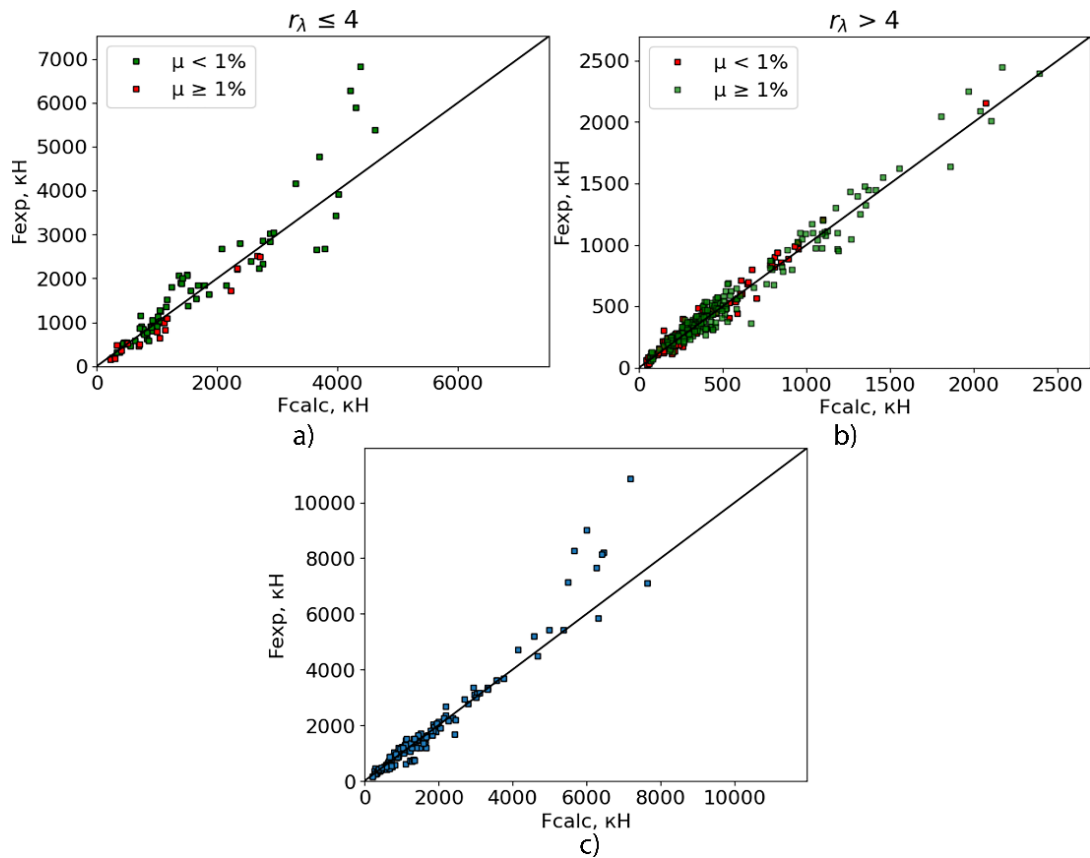 r_λ ≤ 4
μ < 1%
μ ≥ 1%
7000
6000
5000
4000
3000
2000
1000
0
Fexp, кН
0 2000 4000 6000
Fcalc, кН
a)
r_λ > 4
μ < 1%
μ ≥ 1%
2500
2000
1500
1000
500
0
Fexp, кН
0 500 1000 1500 2000 2500
Fcalc, кН
b)
10000
8000
6000
4000
2000
0
Fexp, кН
0 2000 4000 6000 8000 10000
Fcalc, кН
c)